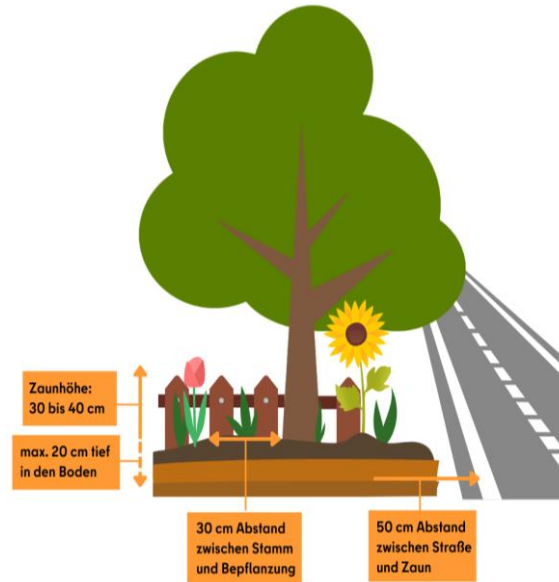 Zaunhöhe:
30 bis 40 cm
max. 20 cm tief
in den Boden
30 cm Abstand
zwischen Stamm
und Bepflanzung
50 cm Abstand
zwischen Straße
und Zaun